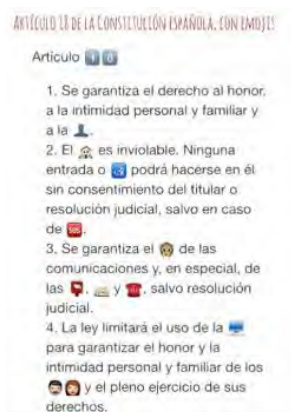 ARTÍCULO 18 DE LA CONSTITUCIÓN ESPAÑOLA, CON EMOJIS
Artículo 1️⃣8️⃣
1. Se garantiza el derecho al honor,
a la intimidad personal y familiar y
a la 👤.
2. El 🏠 es inviolable. Ninguna
entrada o 🛃 podrá hacerse en él
sin consentimiento del titular o
resolución judicial, salvo en caso
de 🆘.
3. Se garantiza el 🙊 de las
comunicaciones y, en especial, de
las 📮, 📨 y ☎️, salvo resolución
judicial.
4. La ley limitará el uso de la 💻
para garantizar el honor y la
intimidad personal y familiar de los
👨👩 y el pleno ejercicio de sus
derechos.